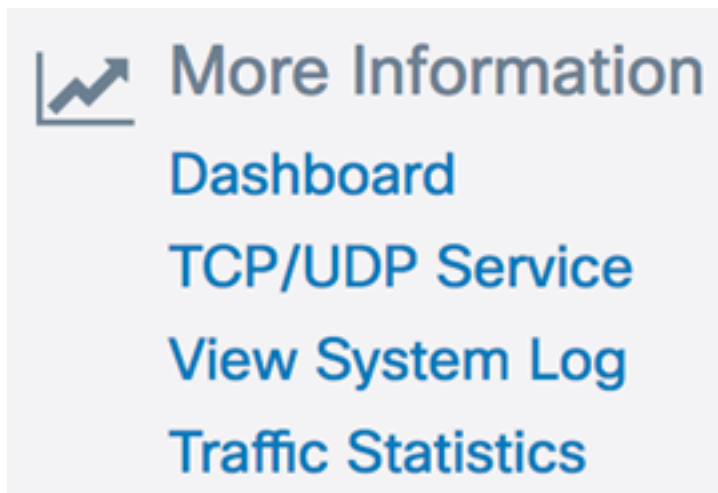 More Information
Dashboard
TCP/UDP Service
View System Log
Traffic Statistics